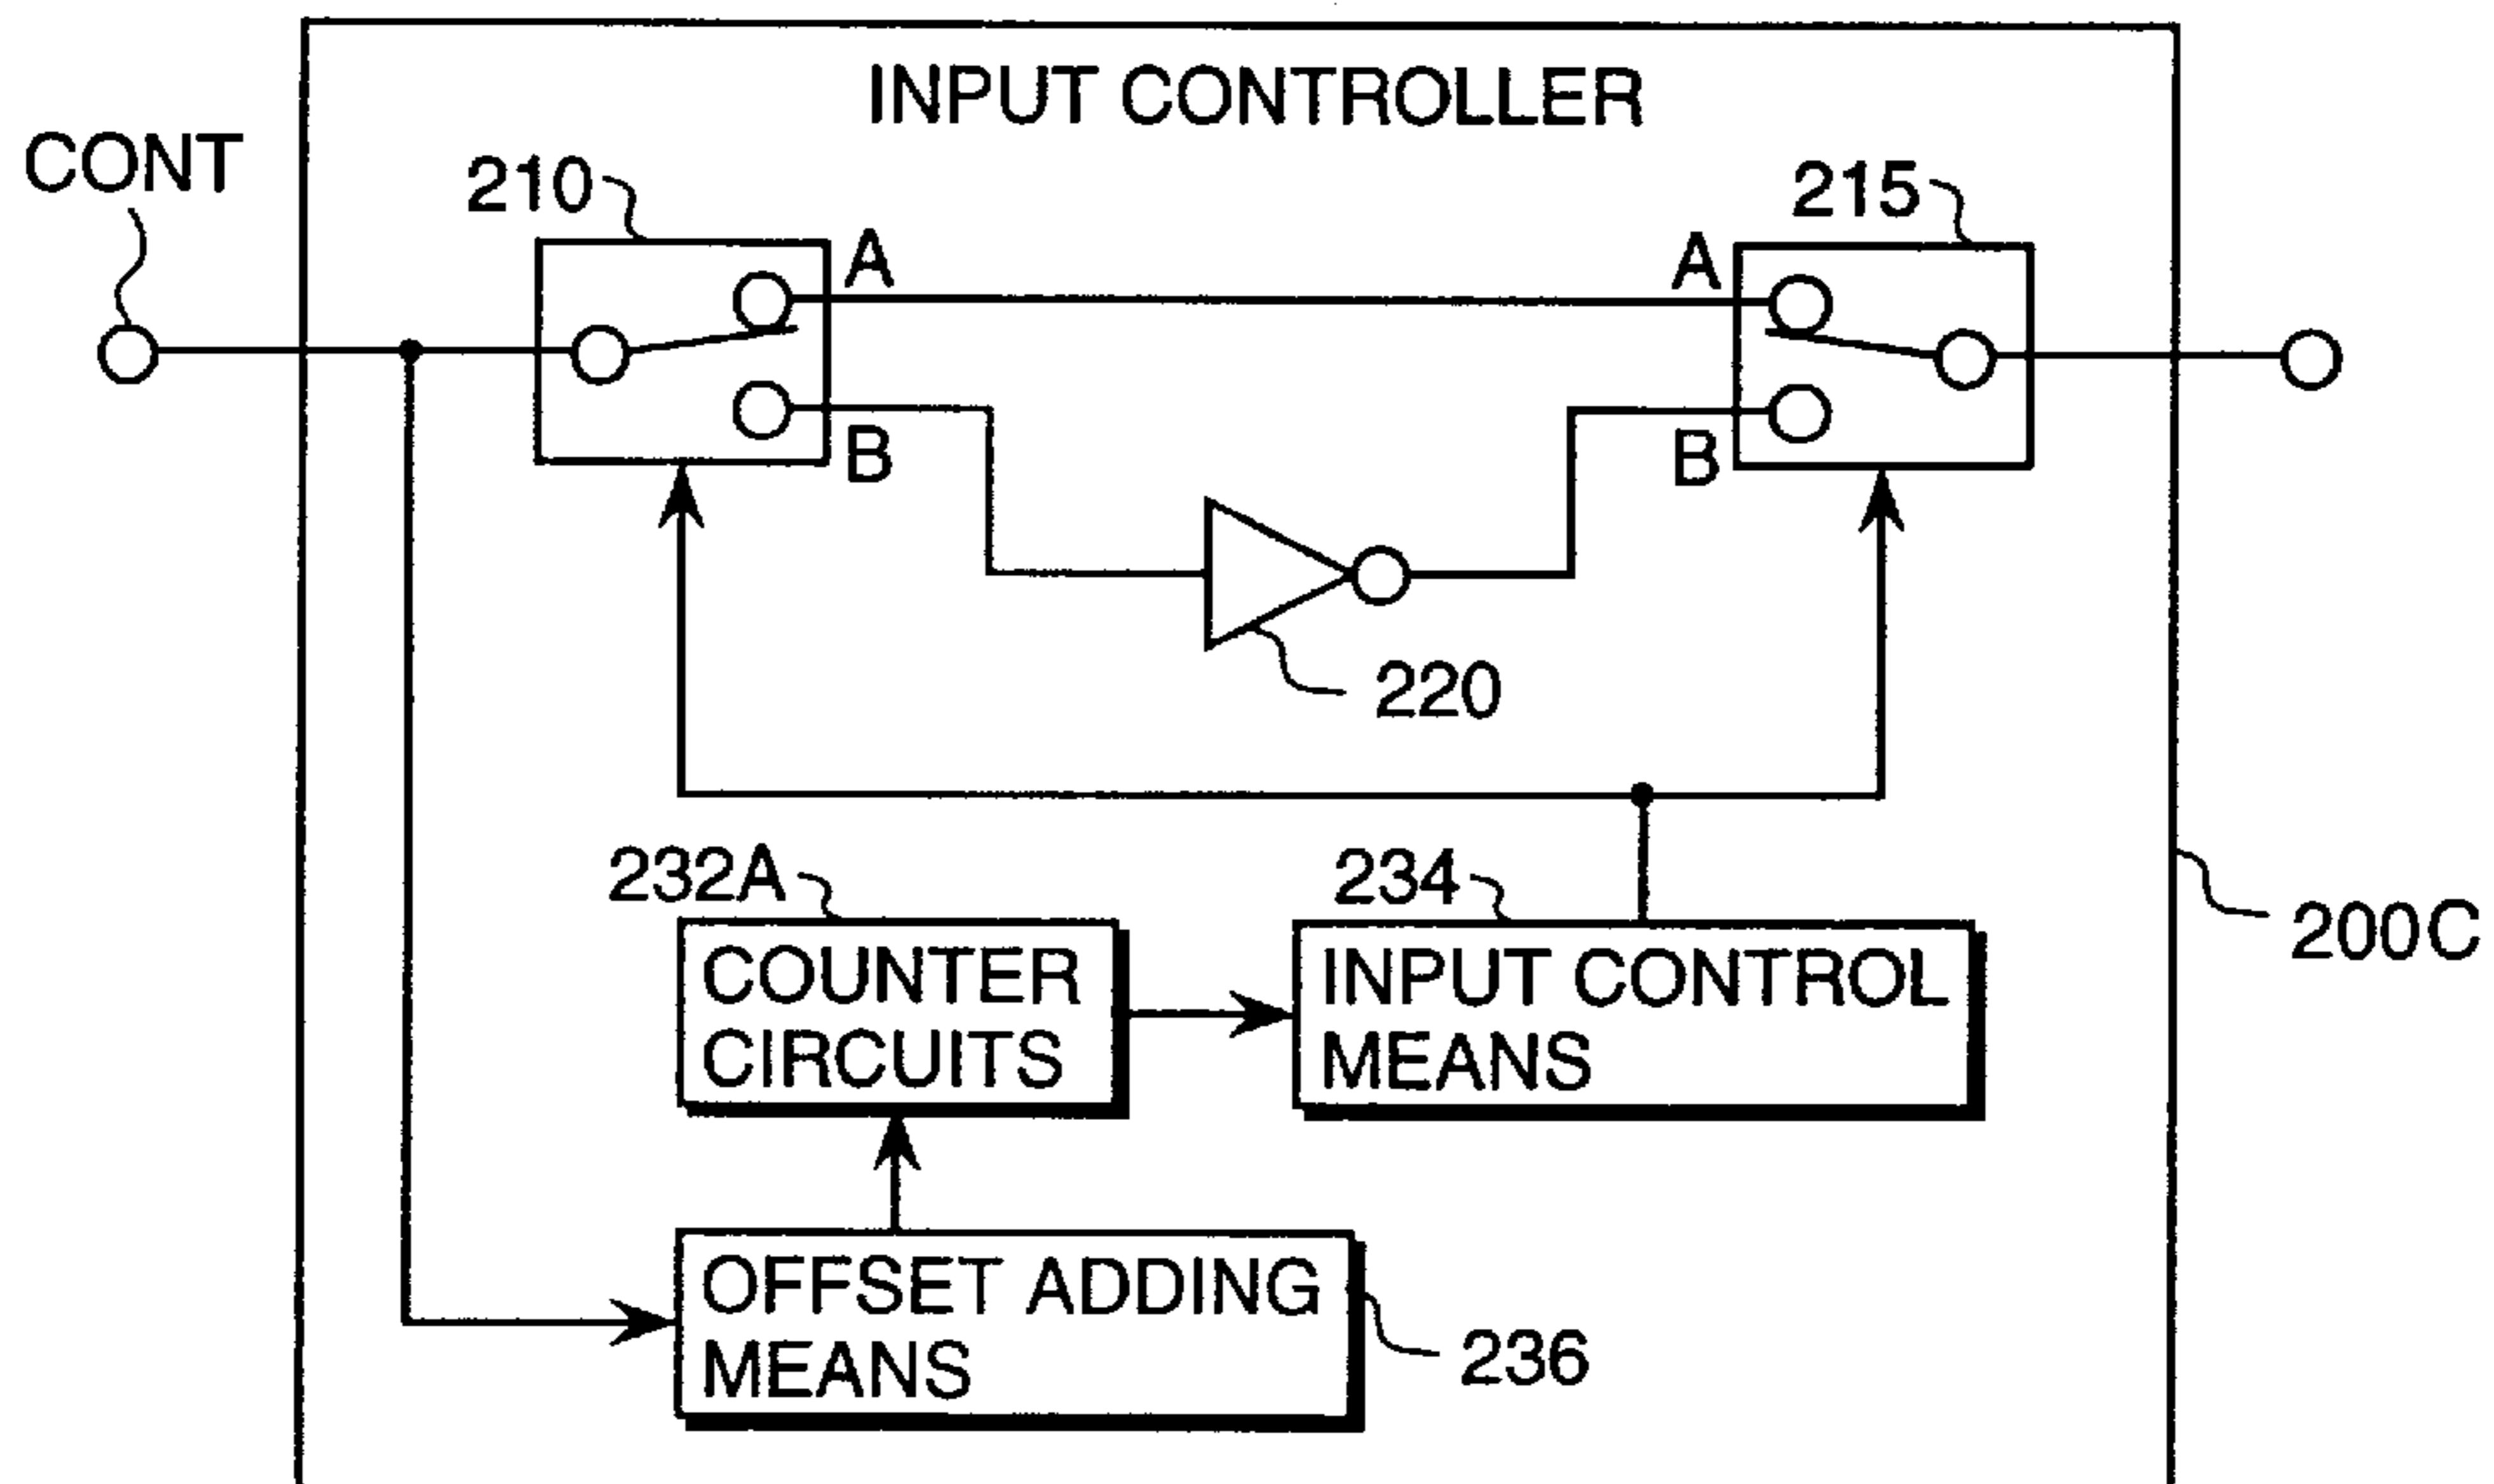 INPUT CONTROLLER
CONT
210
215
A
A
B
B
220
232A
234
COUNTER
CIRCUITS
INPUT CONTROL
MEANS
200C
OFFSET ADDING
MEANS
236